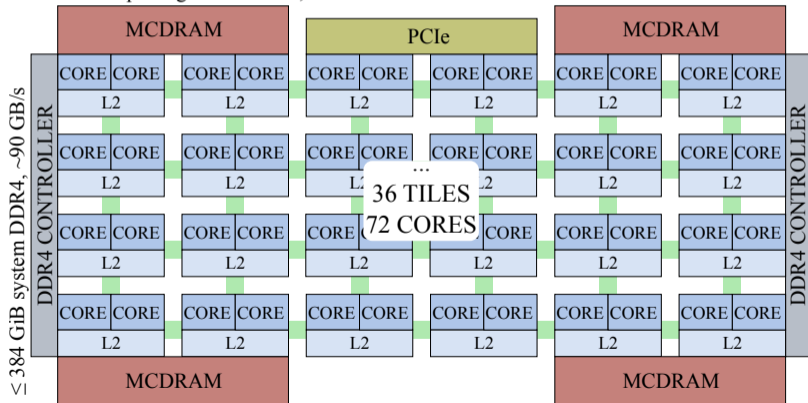 MCDRAM
PCIe
MCDRAM
≤ 384 GiB system DDR4, ~90 GB/s
DDR4 CONTROLLER
DDR4 CONTROLLER
CORE CORE CORE CORE CORE CORE CORE CORE CORE CORE CORE CORE
L2 L2 L2 L2 L2 L2
CORE CORE CORE CORE CORE CORE CORE CORE CORE CORE CORE CORE
L2 L2 L2 L2 L2 L2
...
36 TILES
72 CORES
CORE CORE CORE CORE CORE CORE CORE CORE CORE CORE
L2 L2 L2 L2 L2 L2
CORE CORE CORE CORE CORE CORE CORE CORE CORE CORE CORE CORE
L2 L2 L2 L2 L2 L2
MCDRAM
MCDRAM